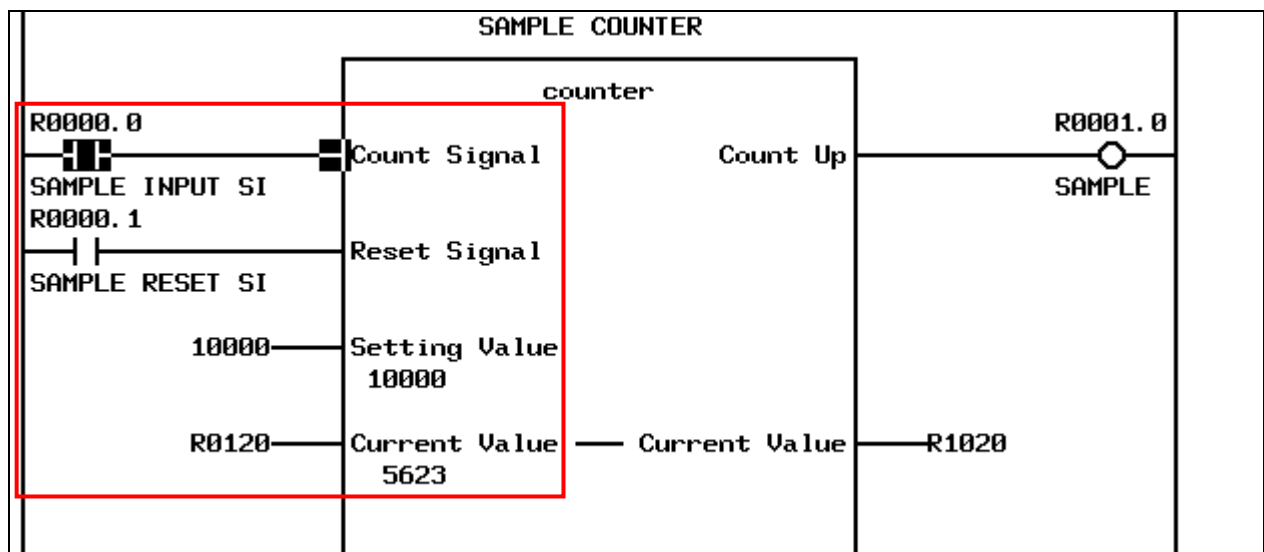 SAMPLE COUNTER
counter
R0000.0
R0001.0
Count Signal
Count Up
SAMPLE INPUT SI
SAMPLE
R0000.1
Reset Signal
SAMPLE RESET SI
10000
Setting Value
10000
R0120
Current Value
Current Value
R1020
5623